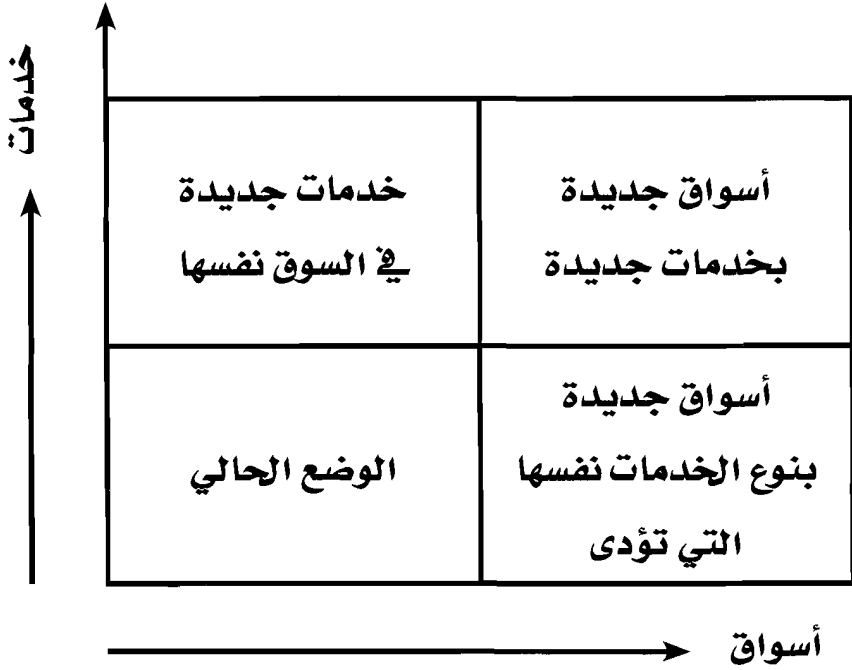 خدمات
أسواق جديدة
بخدمات جديدة
خدمات جديدة
في السوق نفسها
أسواق جديدة
بنوع الخدمات نفسها
التي تؤدى
الوضع الحالي
أسواق